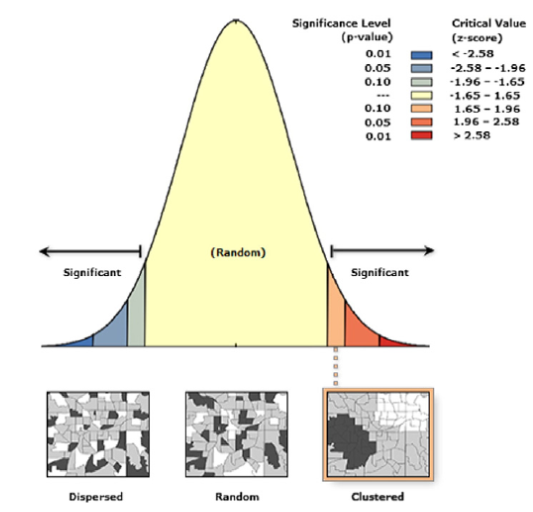 Significance Level Critical Value
(p-value) (z-score)
0.01 < -2.58
0.05 -2.58 – -1.96
0.10 -1.96 – -1.65
--- -1.65 – 1.65
0.10 1.65 – 1.96
0.05 1.96 – 2.58
0.01 > 2.58
(Random)
Significant Significant
Dispersed Random Clustered